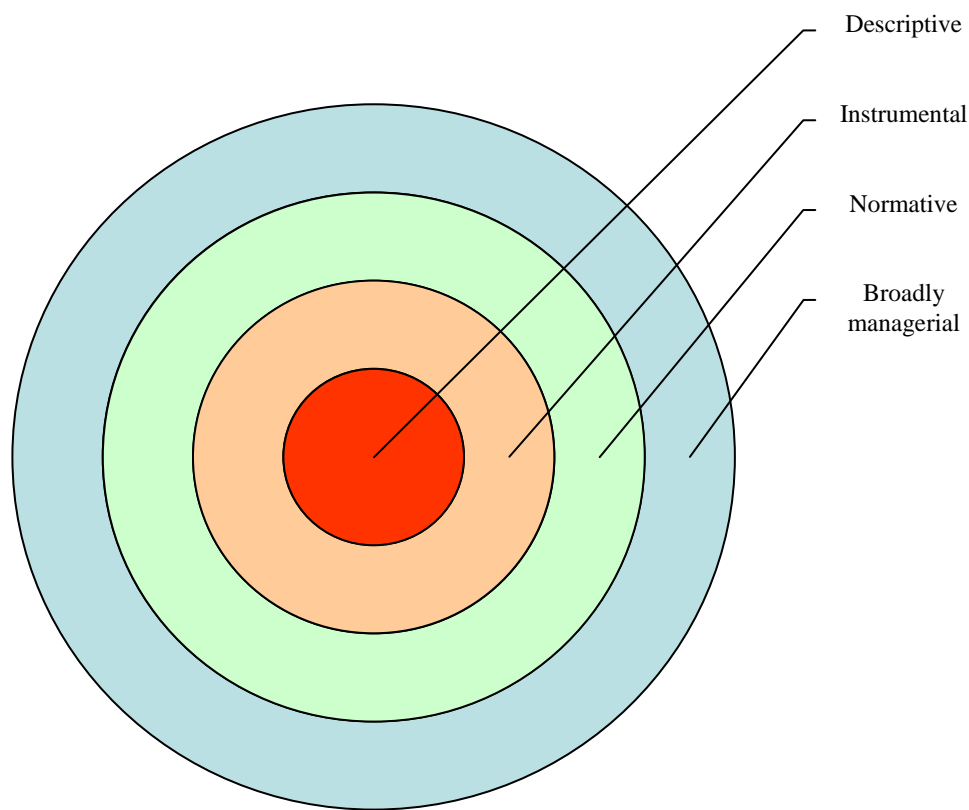 Descriptive
Instrumental
Normative
Broadly
managerial